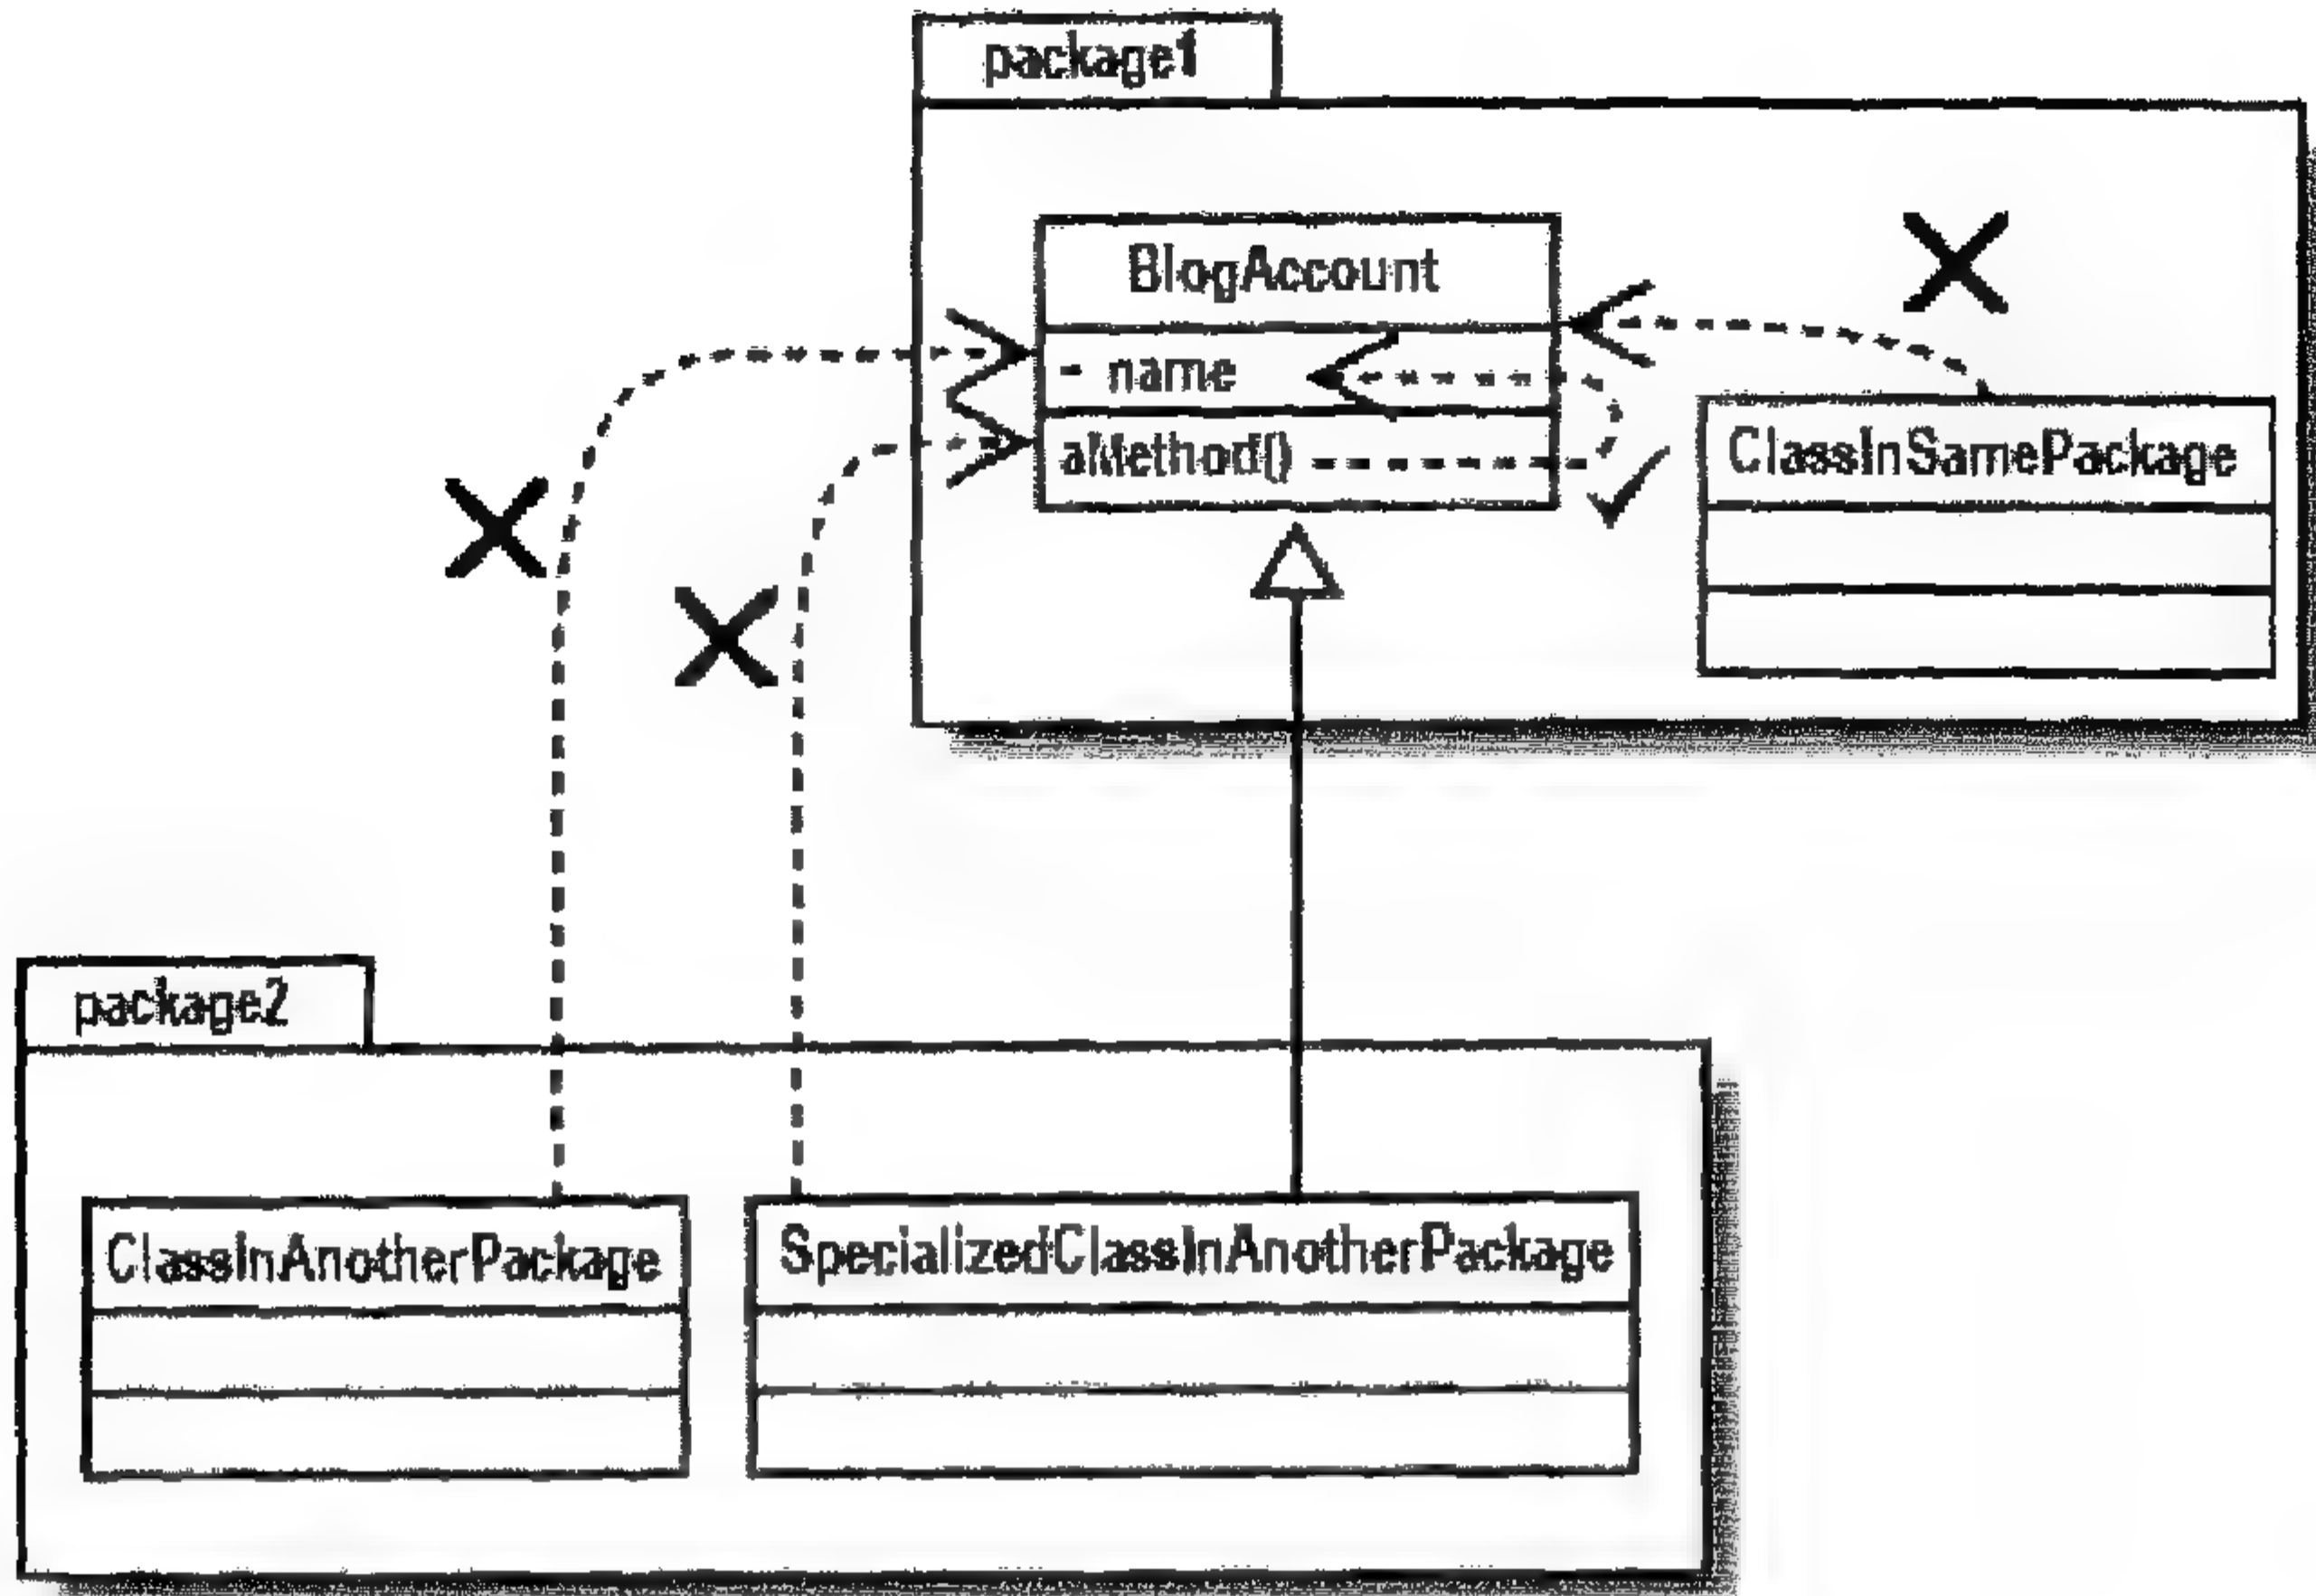 package1
BlogAccount
- name
aMethod()
ClassInSamePackage
package2
ClassInAnotherPackage
SpecializedClassInAnotherPackage